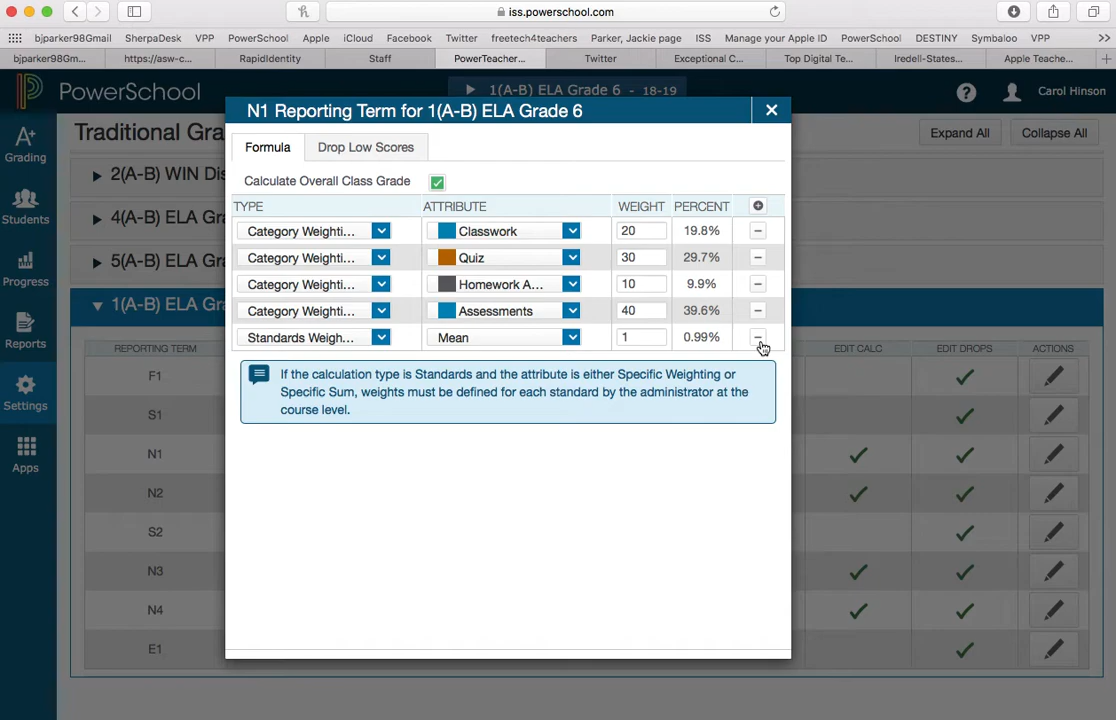 iss.powerschool.com
bjparker98Gmail SherpaDesk VPP PowerSchool Apple iCloud Facebook Twitter freetech4teachers Parker, Jackie page ISS Manage your Apple ID PowerSchool DESTINY Symbaloo VPP
bjparker98Gm... https://asw-c... RapidIdentity Staff PowerTeacher... Twitter Exceptional C... Top Digital Te... Iredell-States... Apple Teache...
PowerSchool
1(A-B) ELA Grade 6 - 18-19
Carol Hinson
Grading
Students
Progress
Reports
Settings
Apps
Traditional Gra
Expand All
Collapse All
2(A-B) WIN Dis
4(A-B) ELA Gra
5(A-B) ELA Gra
1(A-B) ELA Gra
REPORTING TERM EDIT CALC EDIT DROPS ACTIONS
F1
S1
N1
N2
S2
N3
N4
E1
N1 Reporting Term for 1(A-B) ELA Grade 6
Formula Drop Low Scores
Calculate Overall Class Grade
TYPE ATTRIBUTE WEIGHT PERCENT
Category Weighti... Classwork 20 19.8%
Category Weighti... Quiz 30 29.7%
Category Weighti... Homework A... 10 9.9%
Category Weighti... Assessments 40 39.6%
Standards Weigh... Mean 1 0.99%
If the calculation type is Standards and the attribute is either Specific Weighting or
Specific Sum, weights must be defined for each standard by the administrator at the
course level.